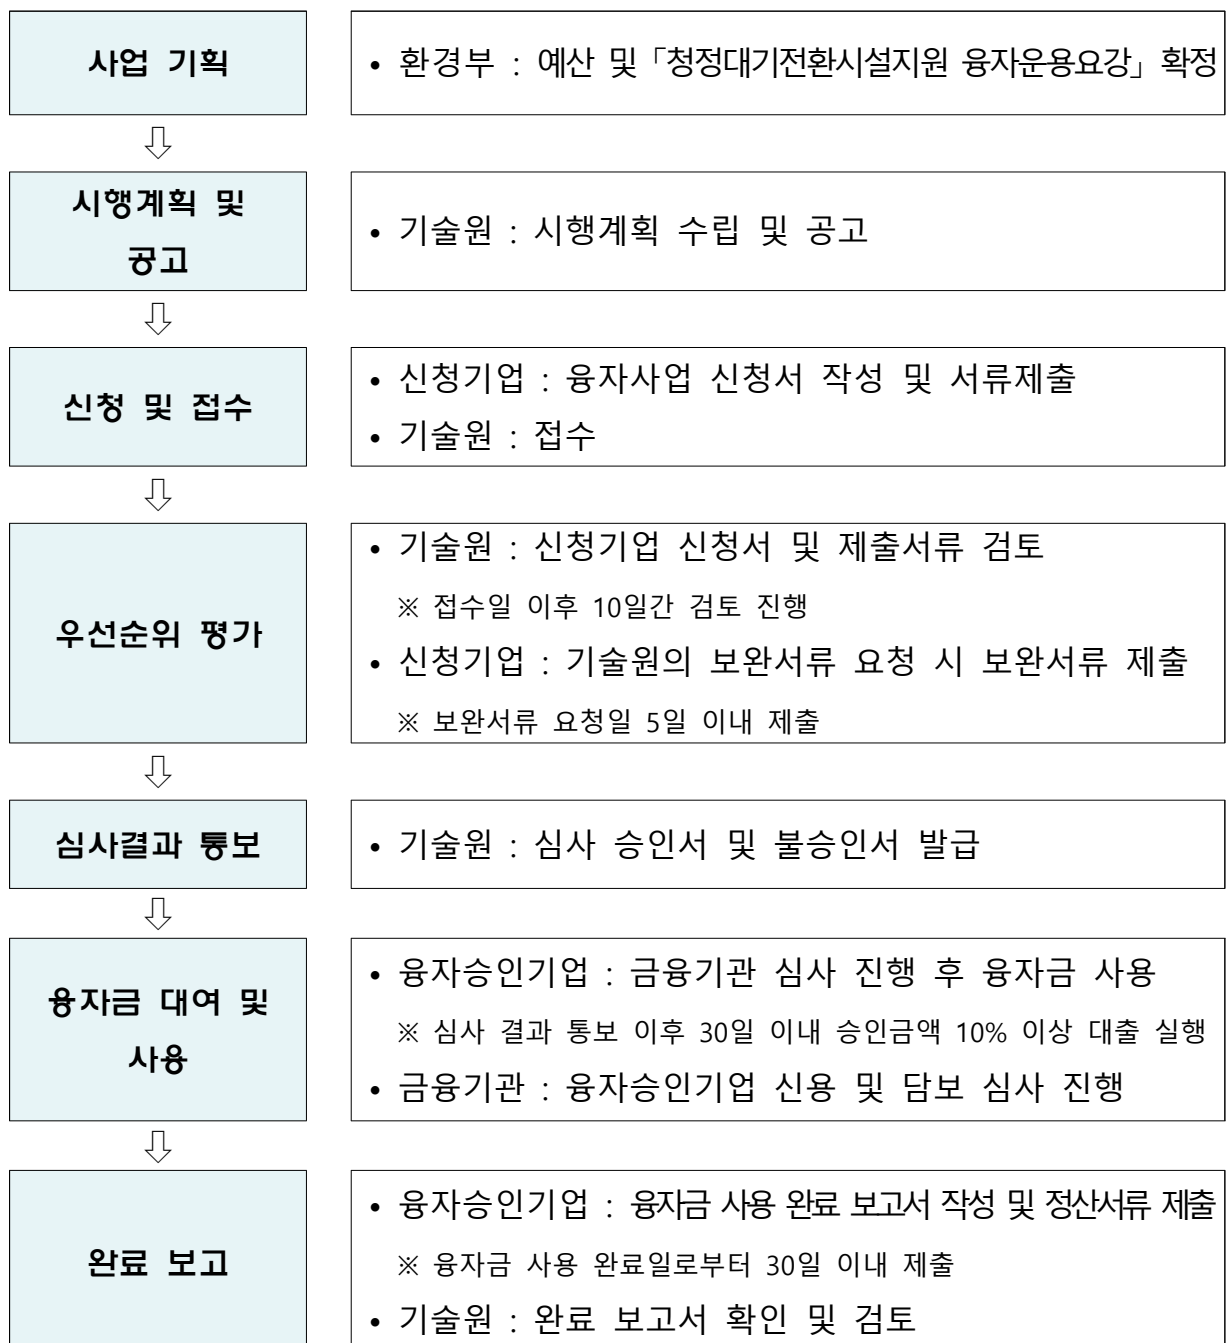 사업 기획
• 환경부 : 예산 및 「청정대기전환시설지원 융자운용요강」 확정
시행계획 및
공고
• 기술원 : 시행계획 수립 및 공고
신청 및 접수
• 신청기업 : 융자사업 신청서 작성 및 서류제출
• 기술원 : 접수
우선순위 평가
• 기술원 : 신청기업 신청서 및 제출서류 검토
※ 접수일 이후 10일간 검토 진행
• 신청기업 : 기술원의 보완서류 요청 시 보완서류 제출
※ 보완서류 요청일 5일 이내 제출
심사결과 통보
• 기술원 : 심사 승인서 및 불승인서 발급
융자금 대여 및
사용
• 융자승인기업 : 금융기관 심사 진행 후 융자금 사용
※ 심사 결과 통보 이후 30일 이내 승인금액 10% 이상 대출 실행
• 금융기관 : 융자승인기업 신용 및 담보 심사 진행
완료 보고
• 융자승인기업 : 융자금 사용 완료 보고서 작성 및 정산서류 제출
※ 융자금 사용 완료일로부터 30일 이내 제출
• 기술원 : 완료 보고서 확인 및 검토